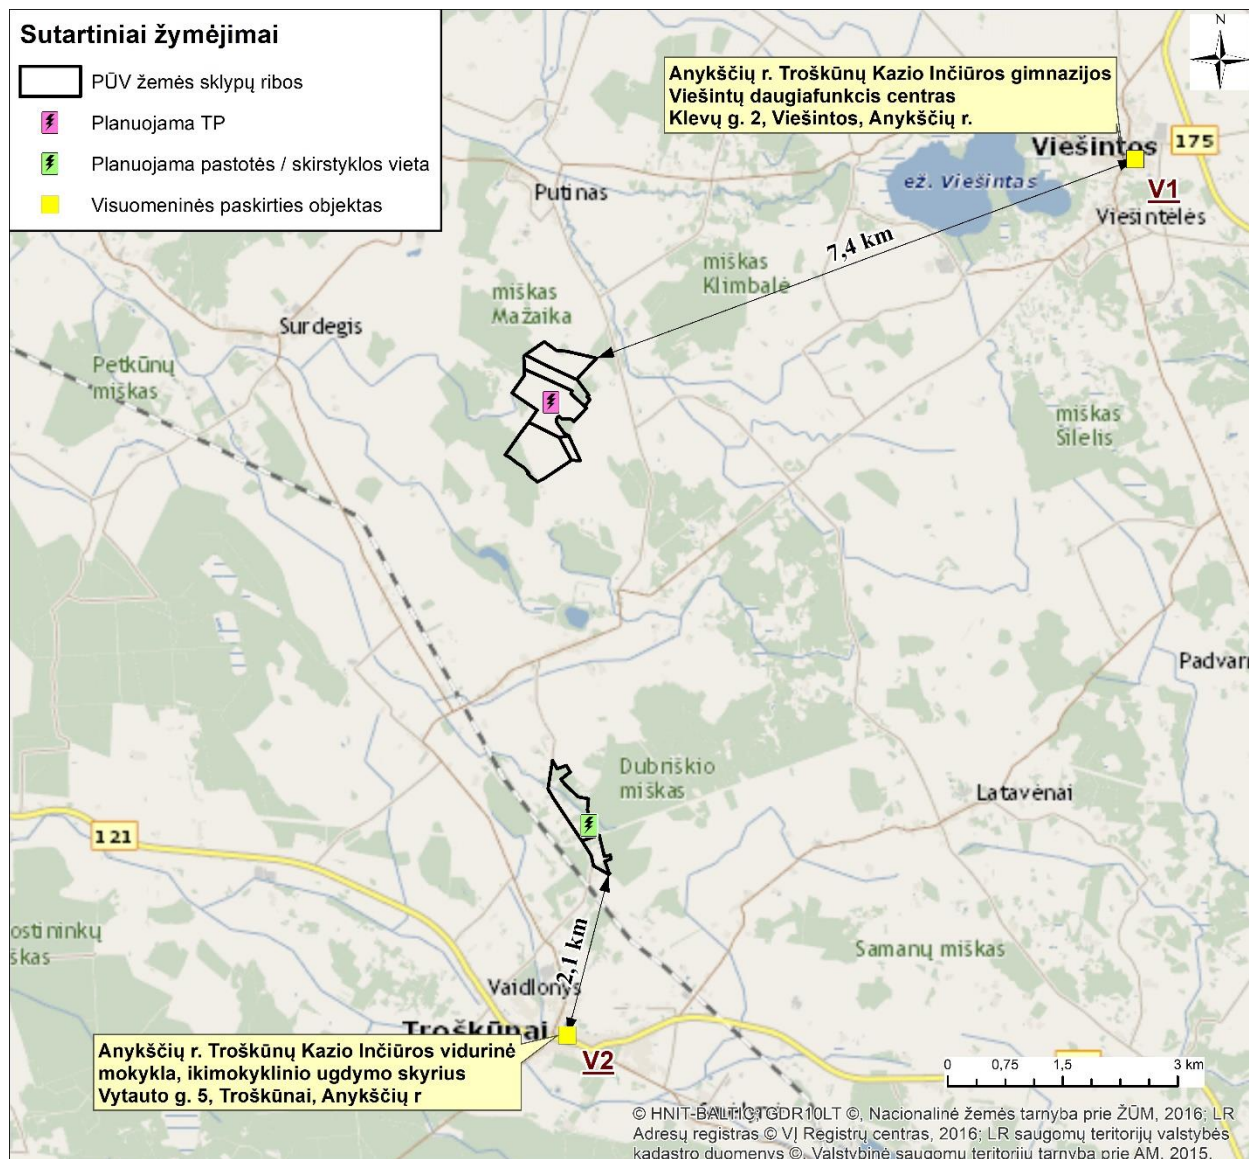 Sutartiniai žymėjimai
PŪV žemės sklypų ribos
Planuojama TP
Planuojama pastotės / skirstyklos vieta
Visuomeninės paskirties objektas
N
Anykščių r. Troškūnų Kazio Inčiūros gimnazijos
Viešintų daugiafunkcis centras
Klevų g. 2, Viešintos, Anykščių r.
Viešintos
175
ež. Viešintas
V1
Viešintėlės
Putinas
7,4 km
miškas
Klimbalė
miškas
Mažaika
Surdegis
Petkūnų
miškas
miškas
Šilelis
Dubriškio
miškas
Latavėnai
121
2,1 km
Samanų miškas
Vaidlonys
Troškūnai
V2
Anykščių r. Troškūnų Kazio Inčiūros vidurinė
mokykla, ikimokyklinio ugdymo skyrius
Vytauto g. 5, Troškūnai, Anykščių r
0 0,75 1,5 3 km
© HNIT-BALTIC, GDR10LT ©, Nacionalinė žemės tarnyba prie ŽŪM, 2016; LR
Adresų registras © VĮ Registrų centras, 2016; LR saugomų teritorijų valstybės
kadastro duomenys ©, Valstybinė saugomų teritorijų tarnyba prie AM, 2015.